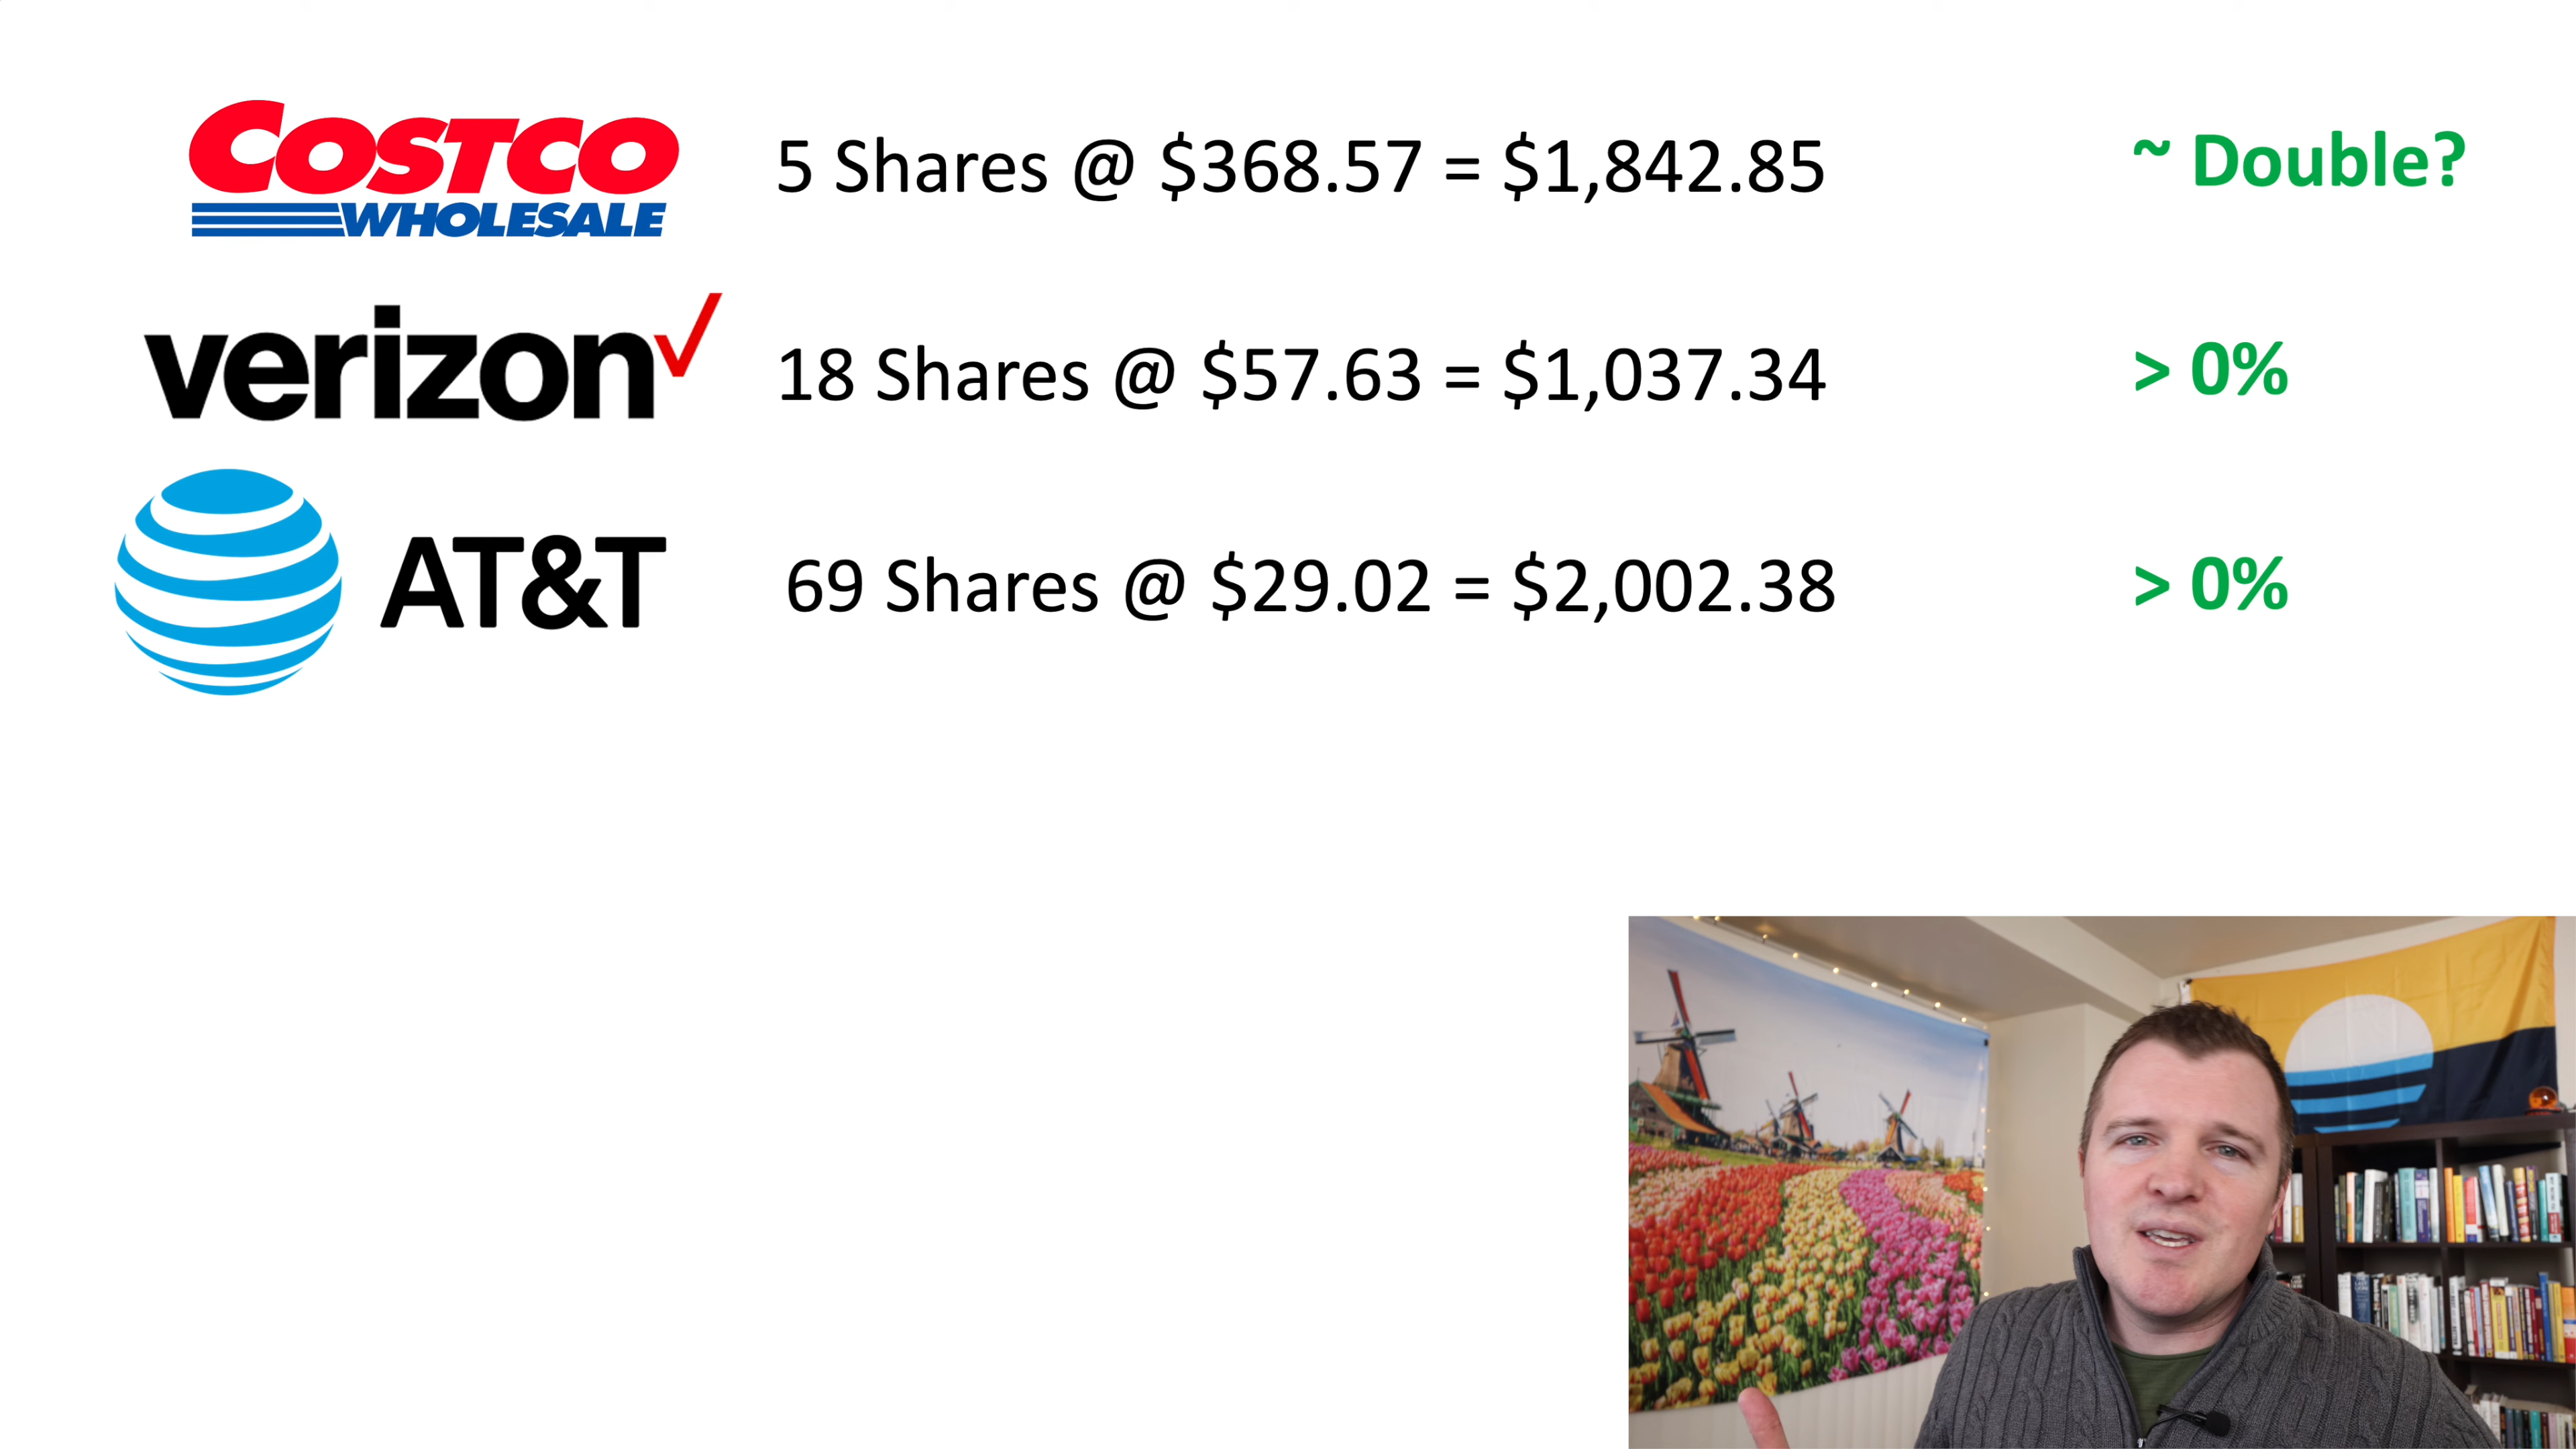 COSTCO
WHOLESALE
5 Shares @ $368.57 = $1,842.85
~ Double?
verizon
18 Shares @ $57.63 = $1,037.34
> 0%
AT&T
69 Shares @ $29.02 = $2,002.38
> 0%